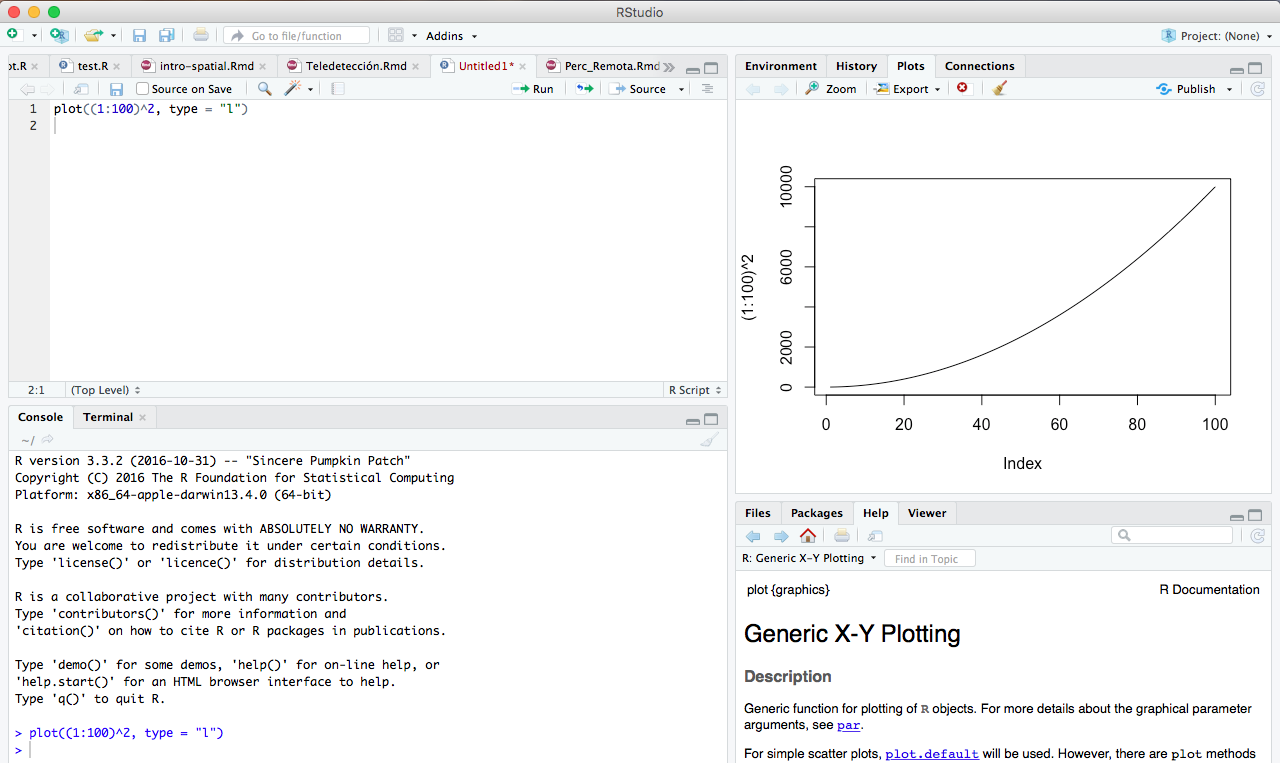 RStudio
Go to file/function
Addins
Project: (None)
ot.R
test.R
intro-spatial.Rmd
Teledetección.Rmd
Untitled1*
Perc_Remota.Rmd
Source on Save
Run
Source
1 plot((1:100)^2, type = "l")
2
2:1
(Top Level)
R Script
Console
Terminal
~/
R version 3.3.2 (2016-10-31) -- "Sincere Pumpkin Patch"
Copyright (C) 2016 The R Foundation for Statistical Computing
Platform: x86_64-apple-darwin13.4.0 (64-bit)
R is free software and comes with ABSOLUTELY NO WARRANTY.
You are welcome to redistribute it under certain conditions.
Type 'license()' or 'licence()' for distribution details.
R is a collaborative project with many contributors.
Type 'contributors()' for more information and
'citation()' on how to cite R or R packages in publications.
Type 'demo()' for some demos, 'help()' for on-line help, or
'help.start()' for an HTML browser interface to help.
Type 'q()' to quit R.
> plot((1:100)^2, type = "l")
>
Environment
History
Plots
Connections
Zoom
Export
Publish
(1:100)^2
10000
6000
2000
0
0 20 40 60 80 100
Index
Files
Packages
Help
Viewer
R: Generic X-Y Plotting
Find in Topic
plot {graphics}
R Documentation
Generic X-Y Plotting
Description
Generic function for plotting of R objects. For more details about the graphical parameter
arguments, see par.
For simple scatter plots, plot.default will be used. However, there are plot methods